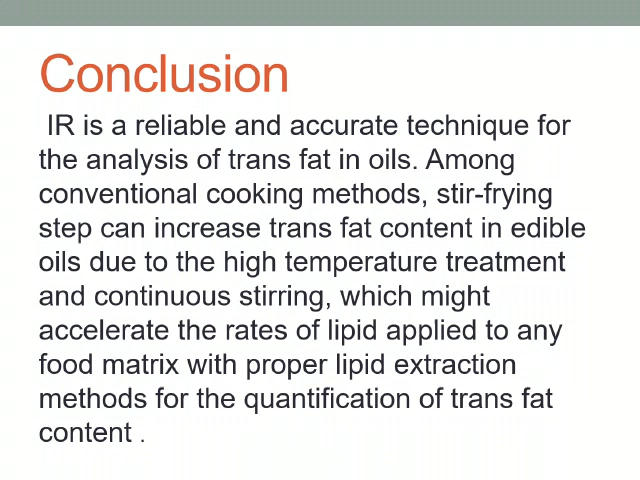 Conclusion
IR is a reliable and accurate technique for
the analysis of trans fat in oils. Among
conventional cooking methods, stir-frying
step can increase trans fat content in edible
oils due to the high temperature treatment
and continuous stirring, which might
accelerate the rates of lipid applied to any
food matrix with proper lipid extraction
methods for the quantification of trans fat
content .